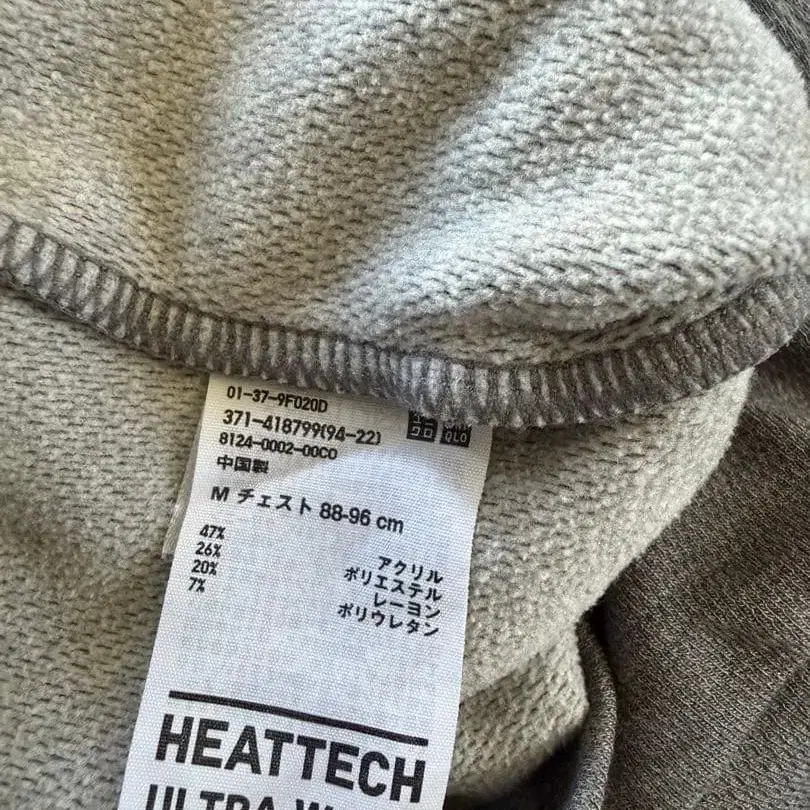 01-37-9F020D
371-418799(94-22)
8124-0002-00C0
中国製
M チェスト 88-96 cm
47% アクリル
26% ポリエステル
20% レーヨン
7% ポリウレタン
HEATTECH
ULTRA